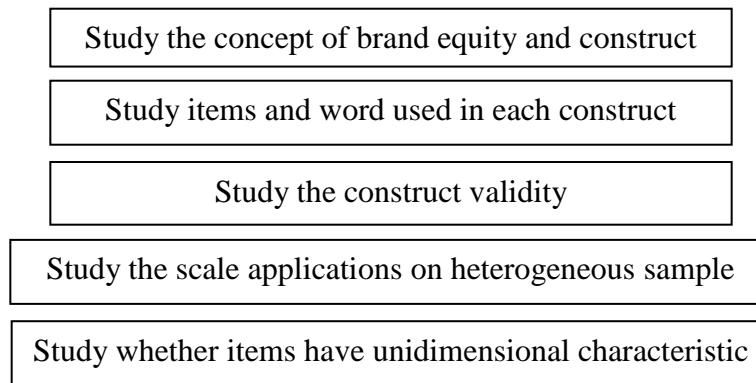 Study the concept of brand equity and construct
Study items and word used in each construct
Study the construct validity
Study the scale applications on heterogeneous sample
Study whether items have unidimensional characteristic